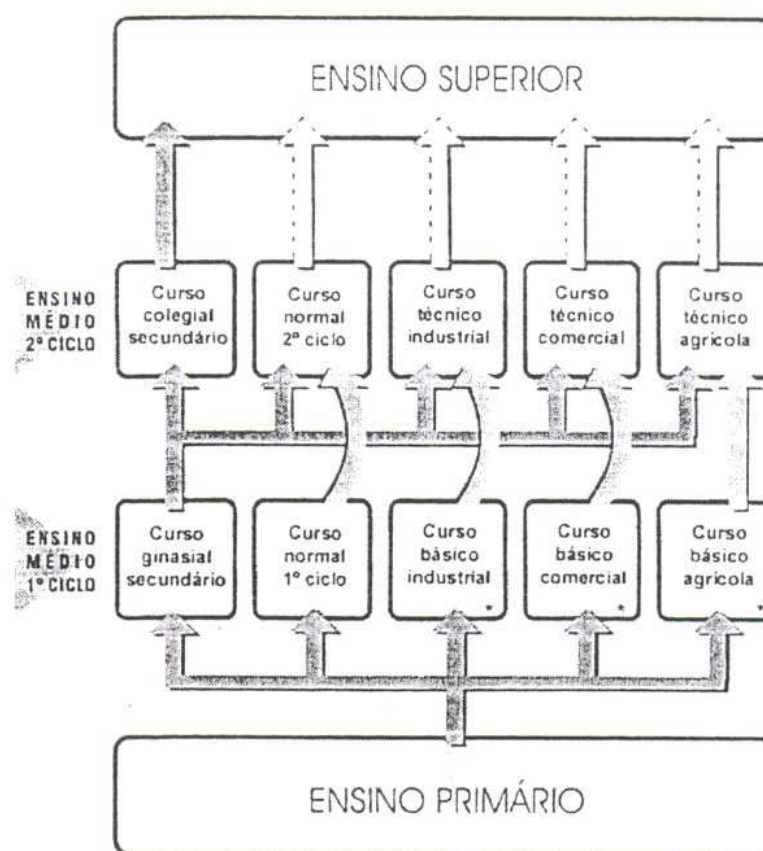 ENSINO SUPERIOR
ENSINO
MÉDIO
2º CICLO
Curso
colegial
secundário
Curso
normal
2º ciclo
Curso
técnico
industrial
Curso
técnico
comercial
Curso
técnico
agrícola
ENSINO
MÉDIO
1º CICLO
Curso
ginasial
secundário
Curso
normal
1º ciclo
Curso
básico
industrial
*
Curso
básico
comercial
*
Curso
básico
agrícola
*
ENSINO PRIMÁRIO